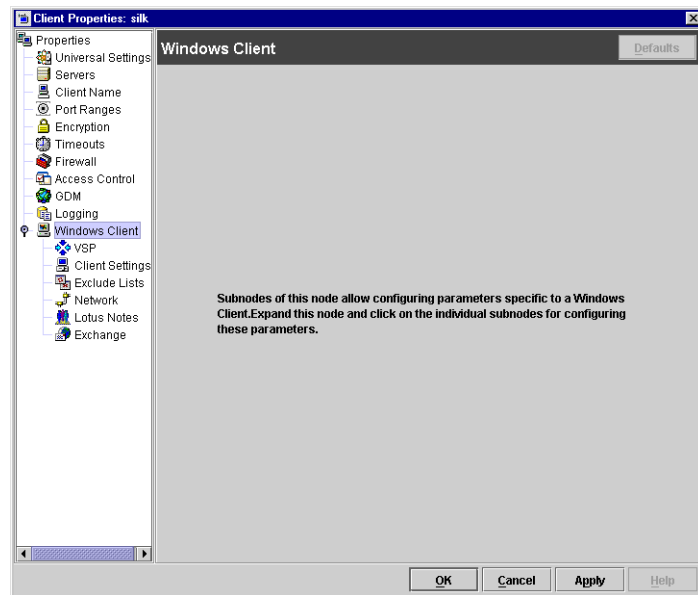 Client Properties: silk
Properties
Universal Settings
Servers
Client Name
Port Ranges
Encryption
Timeouts
Firewall
Access Control
GDM
Logging
Windows Client
VSP
Client Settings
Exclude Lists
Network
Lotus Notes
Exchange
Windows Client
Defaults
Subnodes of this node allow configuring parameters specific to a Windows
Client.Expand this node and click on the individual subnodes for configuring
these parameters.
OK
Cancel
Apply
Help